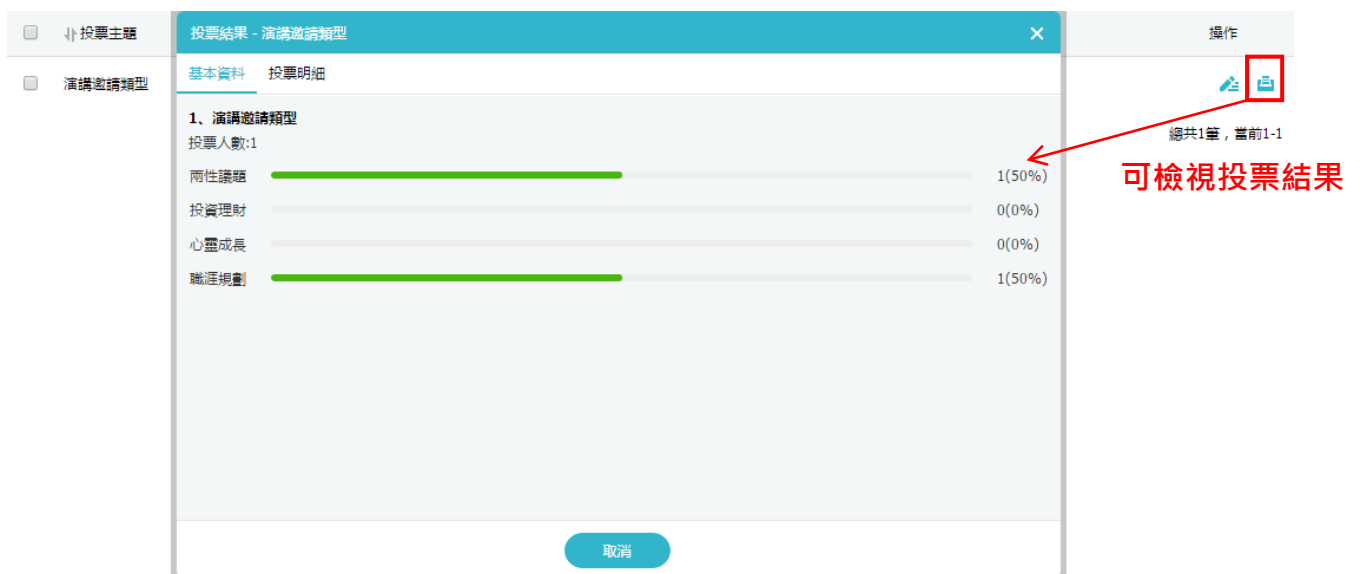 投票主題
操作
演講邀請類型
投票結果 - 演講邀請類型
基本資料 投票明細
1、演講邀請類型
投票人數:1
兩性議題 1(50%)
投資理財 0(0%)
心靈成長 0(0%)
職涯規劃 1(50%)
取消
總共1筆，當前1-1
可檢視投票結果